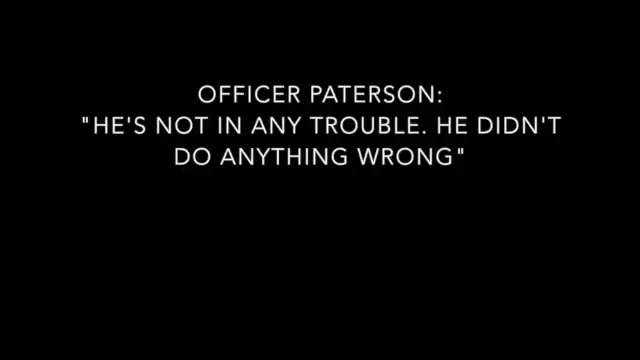 OFFICER PATERSON:
"HE'S NOT IN ANY TROUBLE. HE DIDN'T
DO ANYTHING WRONG"